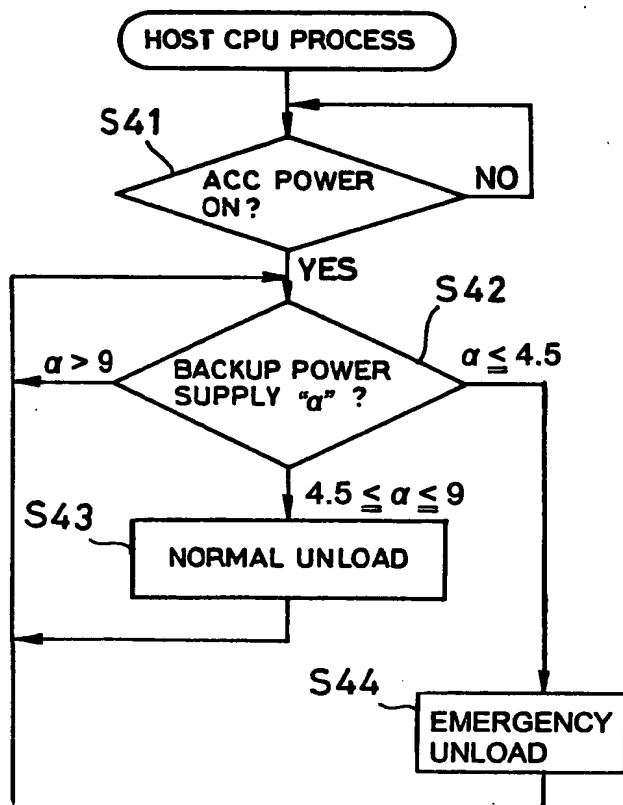 HOST CPU PROCESS
S41
ACC POWER
ON?
NO
YES
S42
α > 9
BACKUP POWER
SUPPLY "α" ?
α ≦ 4.5
4.5 ≦ α ≦ 9
S43
NORMAL UNLOAD
S44
EMERGENCY
UNLOAD